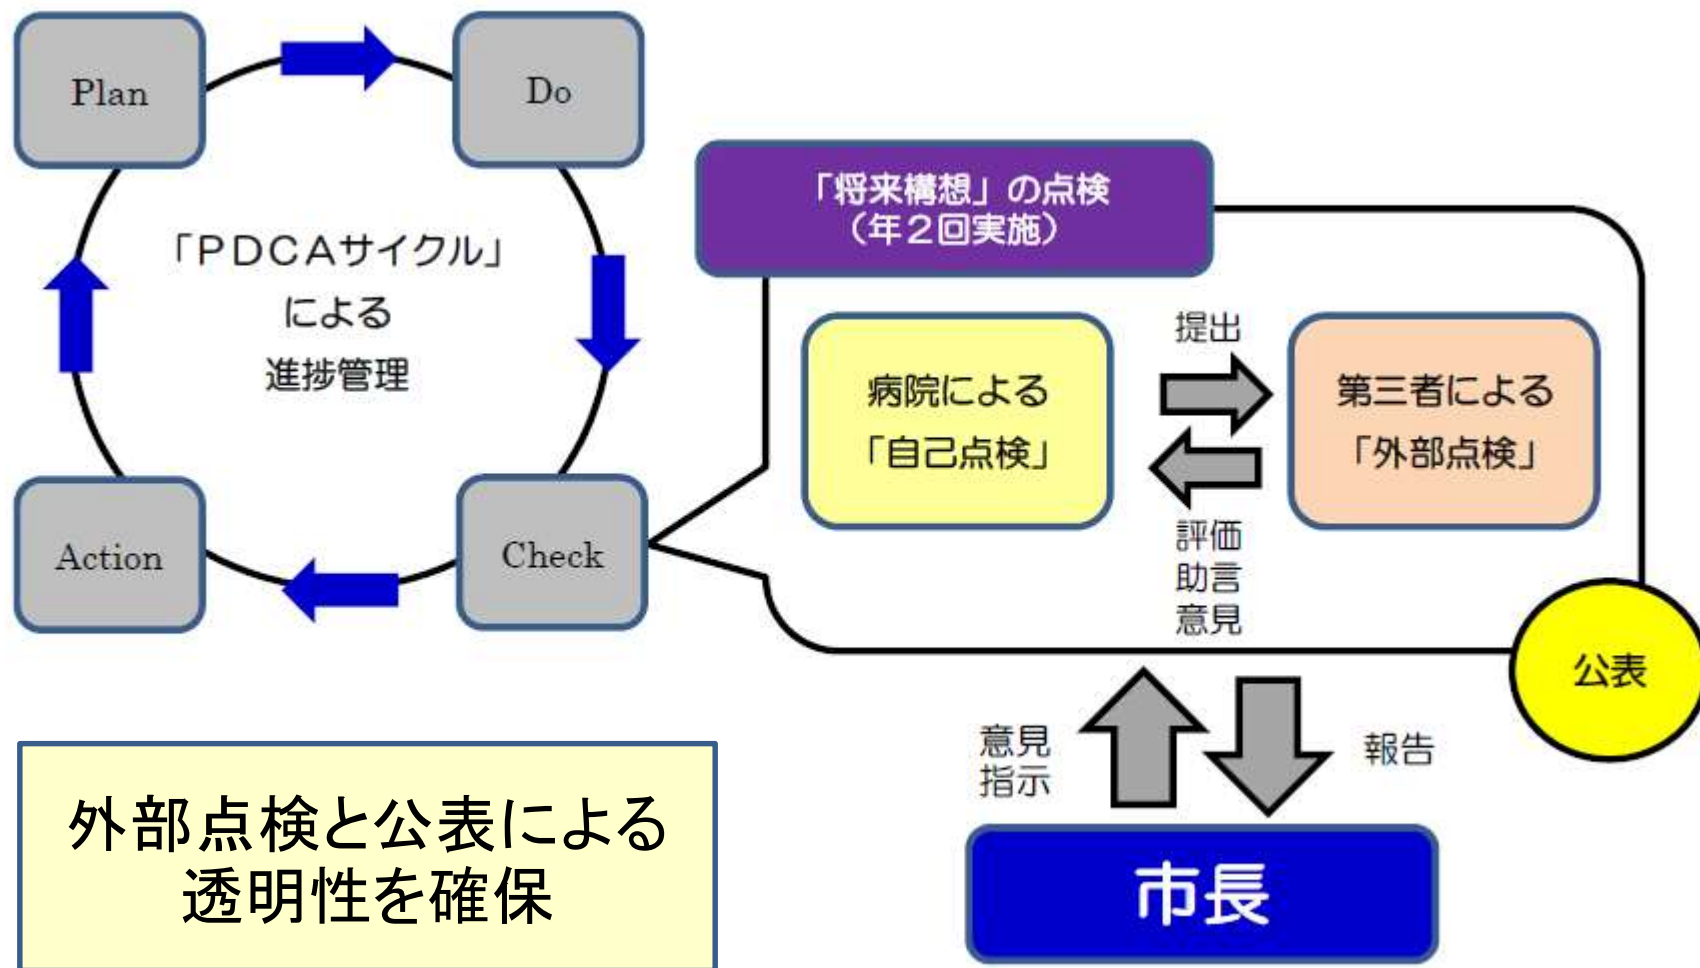 Plan
Do
「ＰＤＣＡサイクル」
による
進捗管理
Action
Check
「将来構想」の点検
（年２回実施）
病院による
「自己点検」
提出
第三者による
「外部点検」
評価
助言
意見
公表
意見
指示
報告
市長
外部点検と公表による
透明性を確保